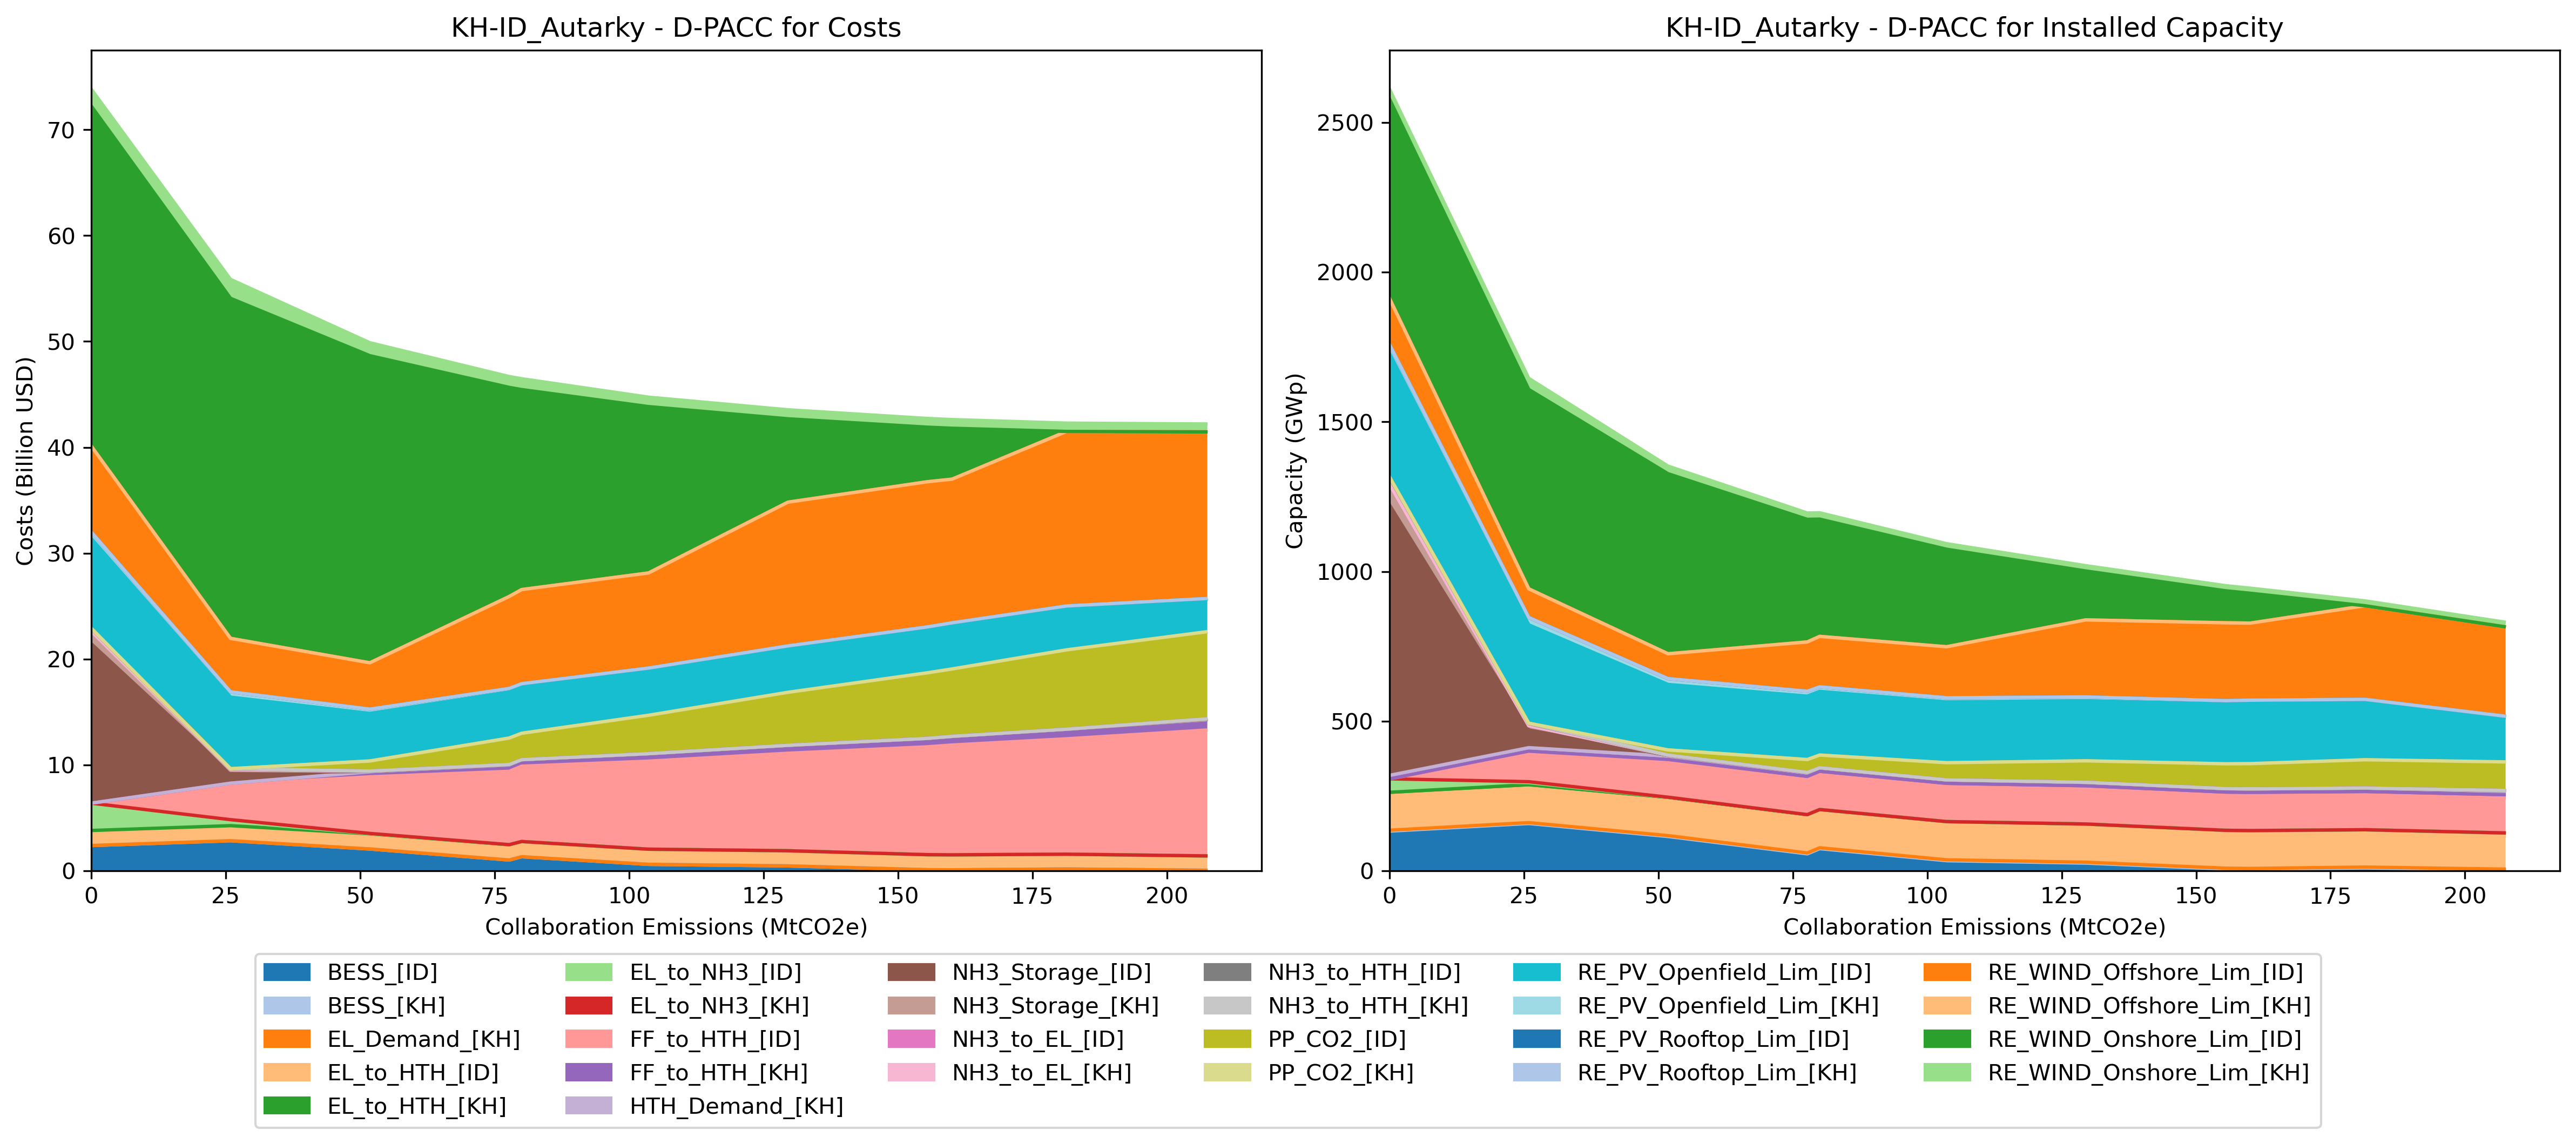 KH-ID_Autarky - D-PACC for Costs
Costs (Billion USD)
70
60
50
40
30
20
10
0
0 25 50 75 100 125 150 175 200
Collaboration Emissions (MtCO2e)
KH-ID_Autarky - D-PACC for Installed Capacity
Capacity (GWp)
2500
2000
1500
1000
500
0
0 25 50 75 100 125 150 175 200
Collaboration Emissions (MtCO2e)
BESS_[ID]
BESS_[KH]
EL_Demand_[KH]
EL_to_HTH_[ID]
EL_to_HTH_[KH]
EL_to_NH3_[ID]
EL_to_NH3_[KH]
FF_to_HTH_[ID]
FF_to_HTH_[KH]
HTH_Demand_[KH]
NH3_Storage_[ID]
NH3_Storage_[KH]
NH3_to_EL_[ID]
NH3_to_EL_[KH]
NH3_to_HTH_[ID]
NH3_to_HTH_[KH]
PP_CO2_[ID]
PP_CO2_[KH]
RE_PV_Openfield_Lim_[ID]
RE_PV_Openfield_Lim_[KH]
RE_PV_Rooftop_Lim_[ID]
RE_PV_Rooftop_Lim_[KH]
RE_WIND_Offshore_Lim_[ID]
RE_WIND_Offshore_Lim_[KH]
RE_WIND_Onshore_Lim_[ID]
RE_WIND_Onshore_Lim_[KH]